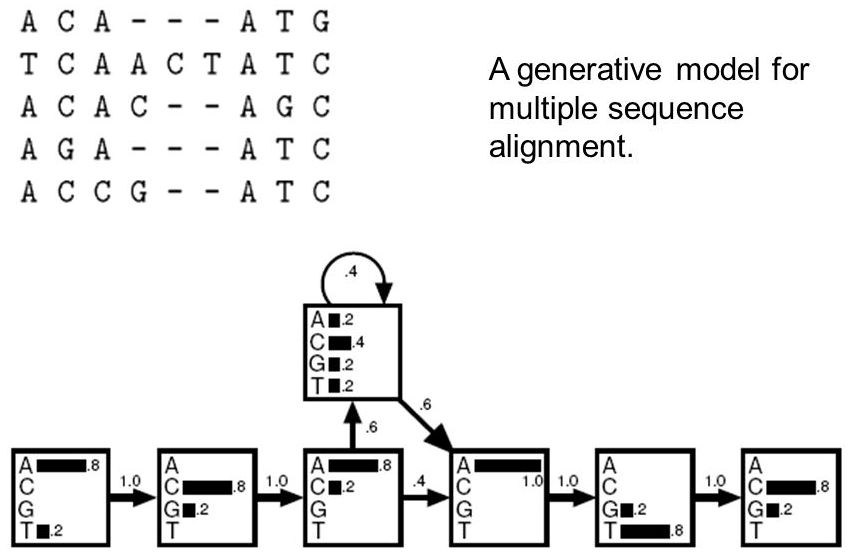 A C A - - - A T G
T C A A C T A T C
A C A C - - A G C
A G A - - - A T C
A C C G - - A T C
A generative model for
multiple sequence
alignment.
.4
A .2
C .4
G .2
T .2
.6
.6
A .8
C
G
T .2
1.0
A
C .8
G .2
T
1.0
A .8
C .2
G
T
.4
A
C 1.0
G
T
1.0
A
C
G .2
T .8
1.0
A
C .8
G .2
T